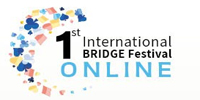 1st International
BRIDGE Festival
ONLINE